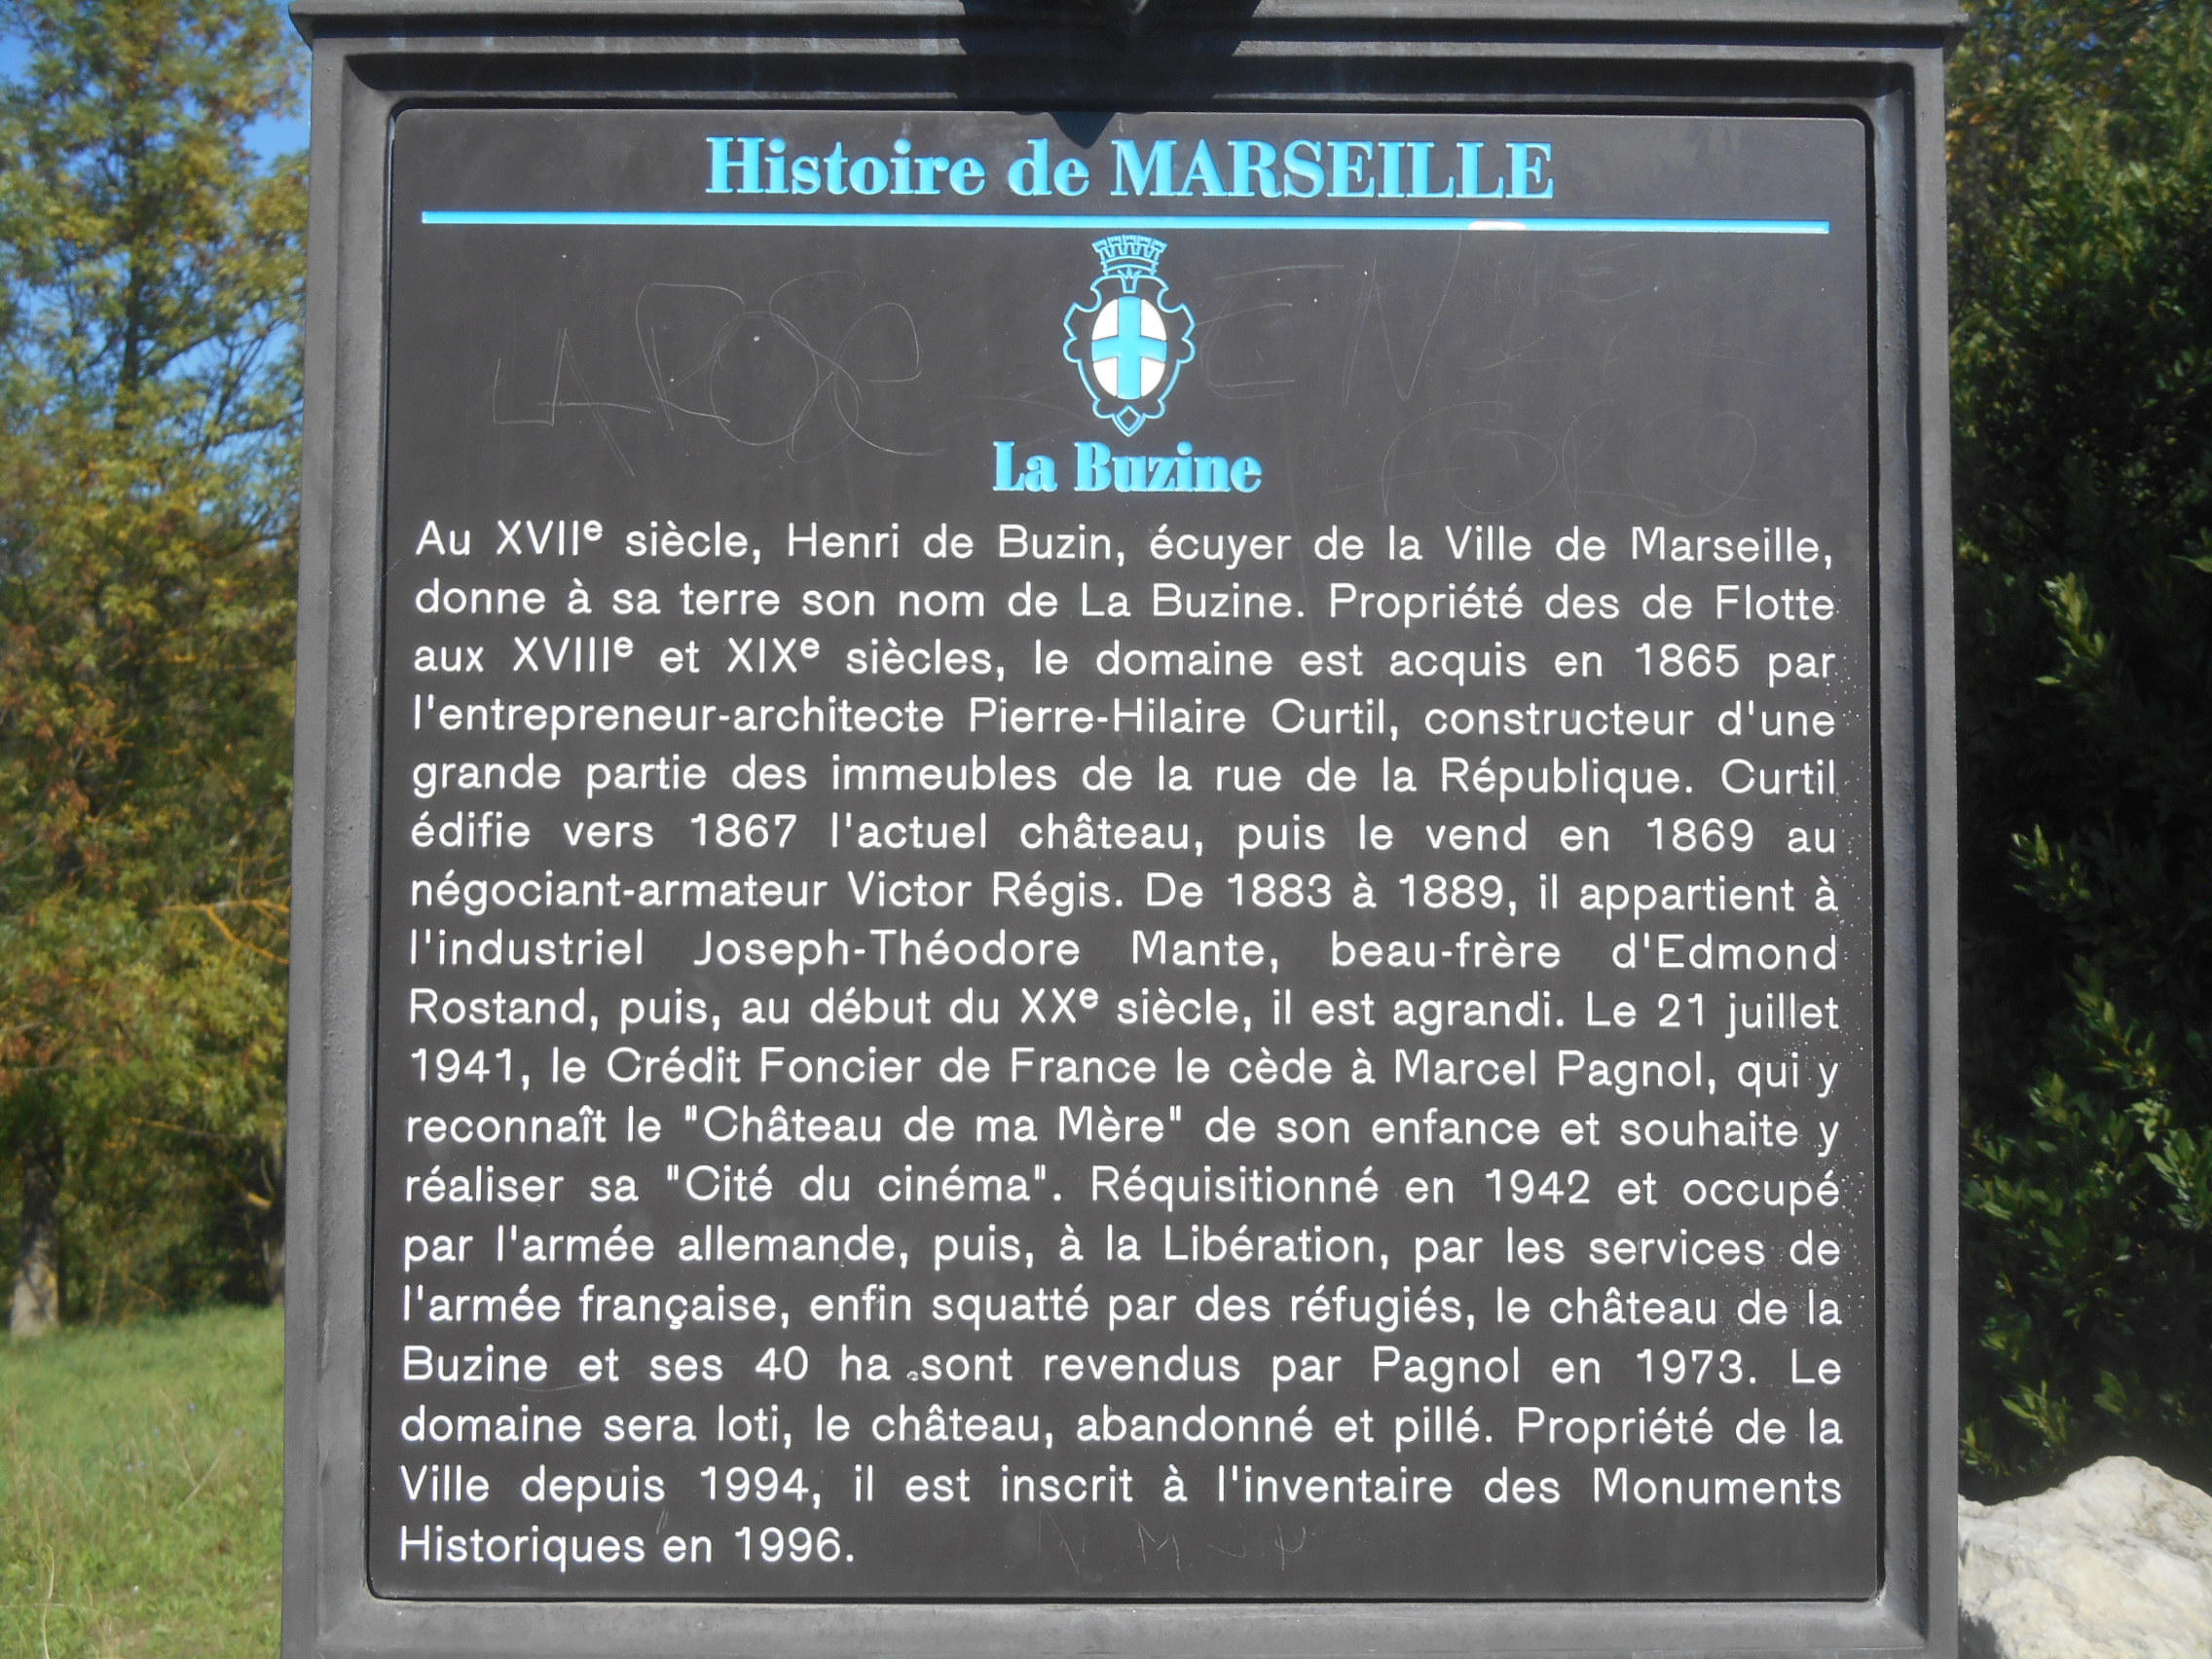 Histoire de MARSEILLE
La Buzine
Au XVIIe siècle, Henri de Buzin, écuyer de la Ville de Marseille,
donne à sa terre son nom de La Buzine. Propriété des de Flotte
aux XVIIIe et XIXe siècles, le domaine est acquis en 1865 par
l'entrepreneur-architecte Pierre-Hilaire Curtil, constructeur d'une
grande partie des immeubles de la rue de la République. Curtil
édifie vers 1867 l'actuel château, puis le vend en 1869 au
négociant-armateur Victor Régis. De 1883 à 1889, il appartient à
l'industriel Joseph-Théodore Mante, beau-frère d'Edmond
Rostand, puis, au début du XXe siècle, il est agrandi. Le 21 juillet
1941, le Crédit Foncier de France le cède à Marcel Pagnol, qui y
reconnaît le "Château de ma Mère" de son enfance et souhaite y
réaliser sa "Cité du cinéma". Réquisitionné en 1942 et occupé
par l'armée allemande, puis, à la Libération, par les services de
l'armée française, enfin squatté par des réfugiés, le château de la
Buzine et ses 40 ha sont revendus par Pagnol en 1973. Le
domaine sera loti, le château, abandonné et pillé. Propriété de la
Ville depuis 1994, il est inscrit à l'inventaire des Monuments
Historiques en 1996.